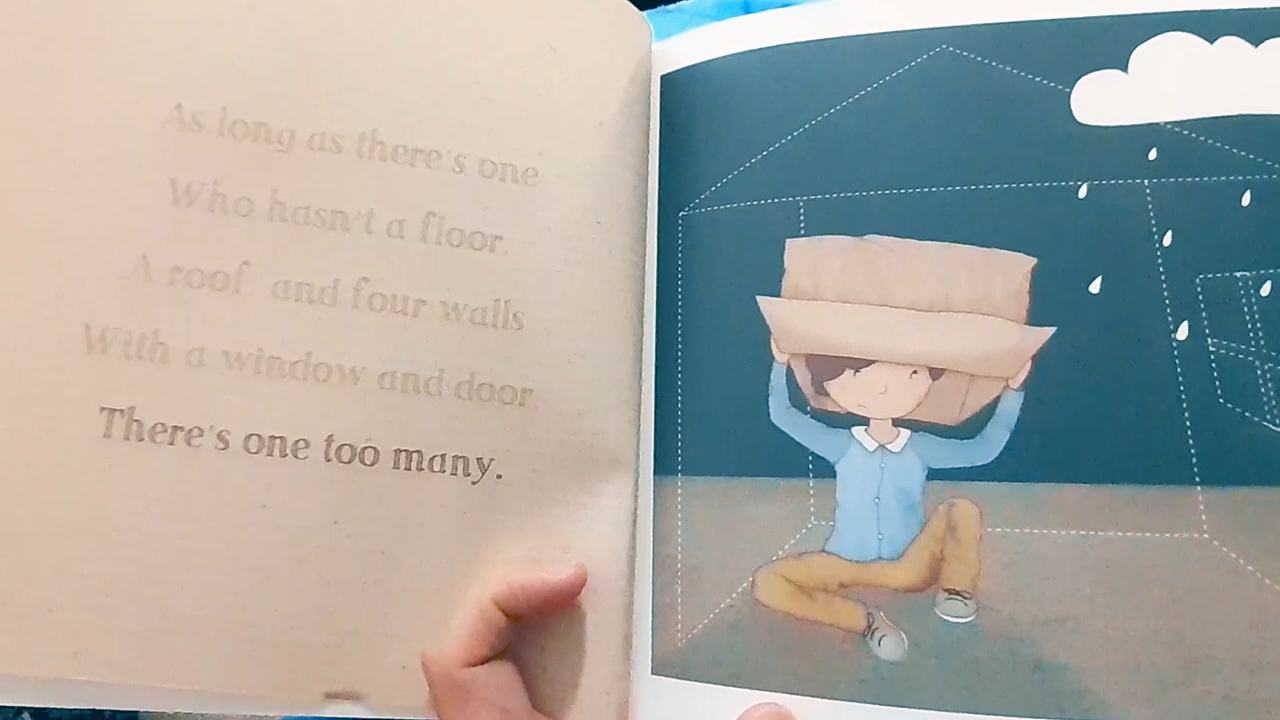 As long as there's one
Who hasn't a floor.
A roof and four walls
With a window and door
There's one too many.